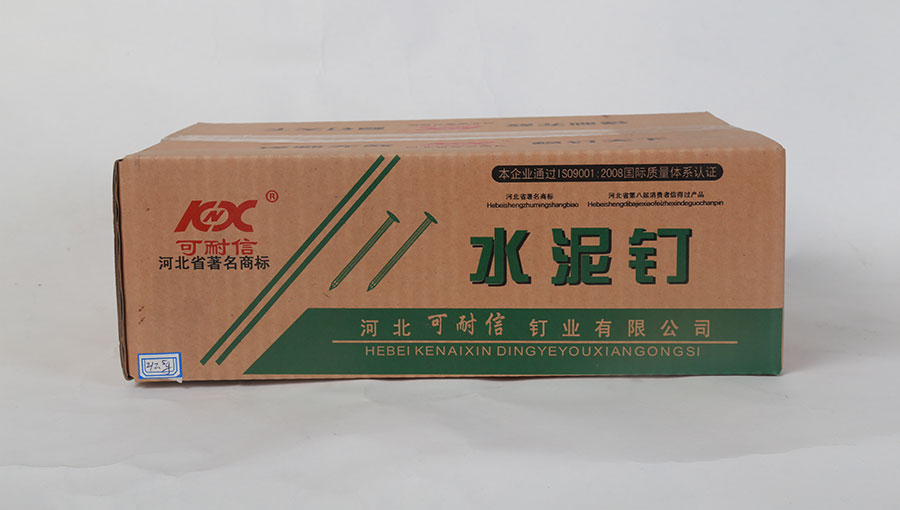 本企业通过ISO9001:2008国际质量体系认证
河北省著名商标
河北省第八届消费者信得过产品
Hebeishengzhumingshangbiao
Hebeishengdibajiexiaofeizhexindeguochanpin
KNX®
可耐信
河北省著名商标
水泥钉
河北可耐信钉业有限公司
HEBEI KENAIXIN DINGYEYOUXIANGONGSI